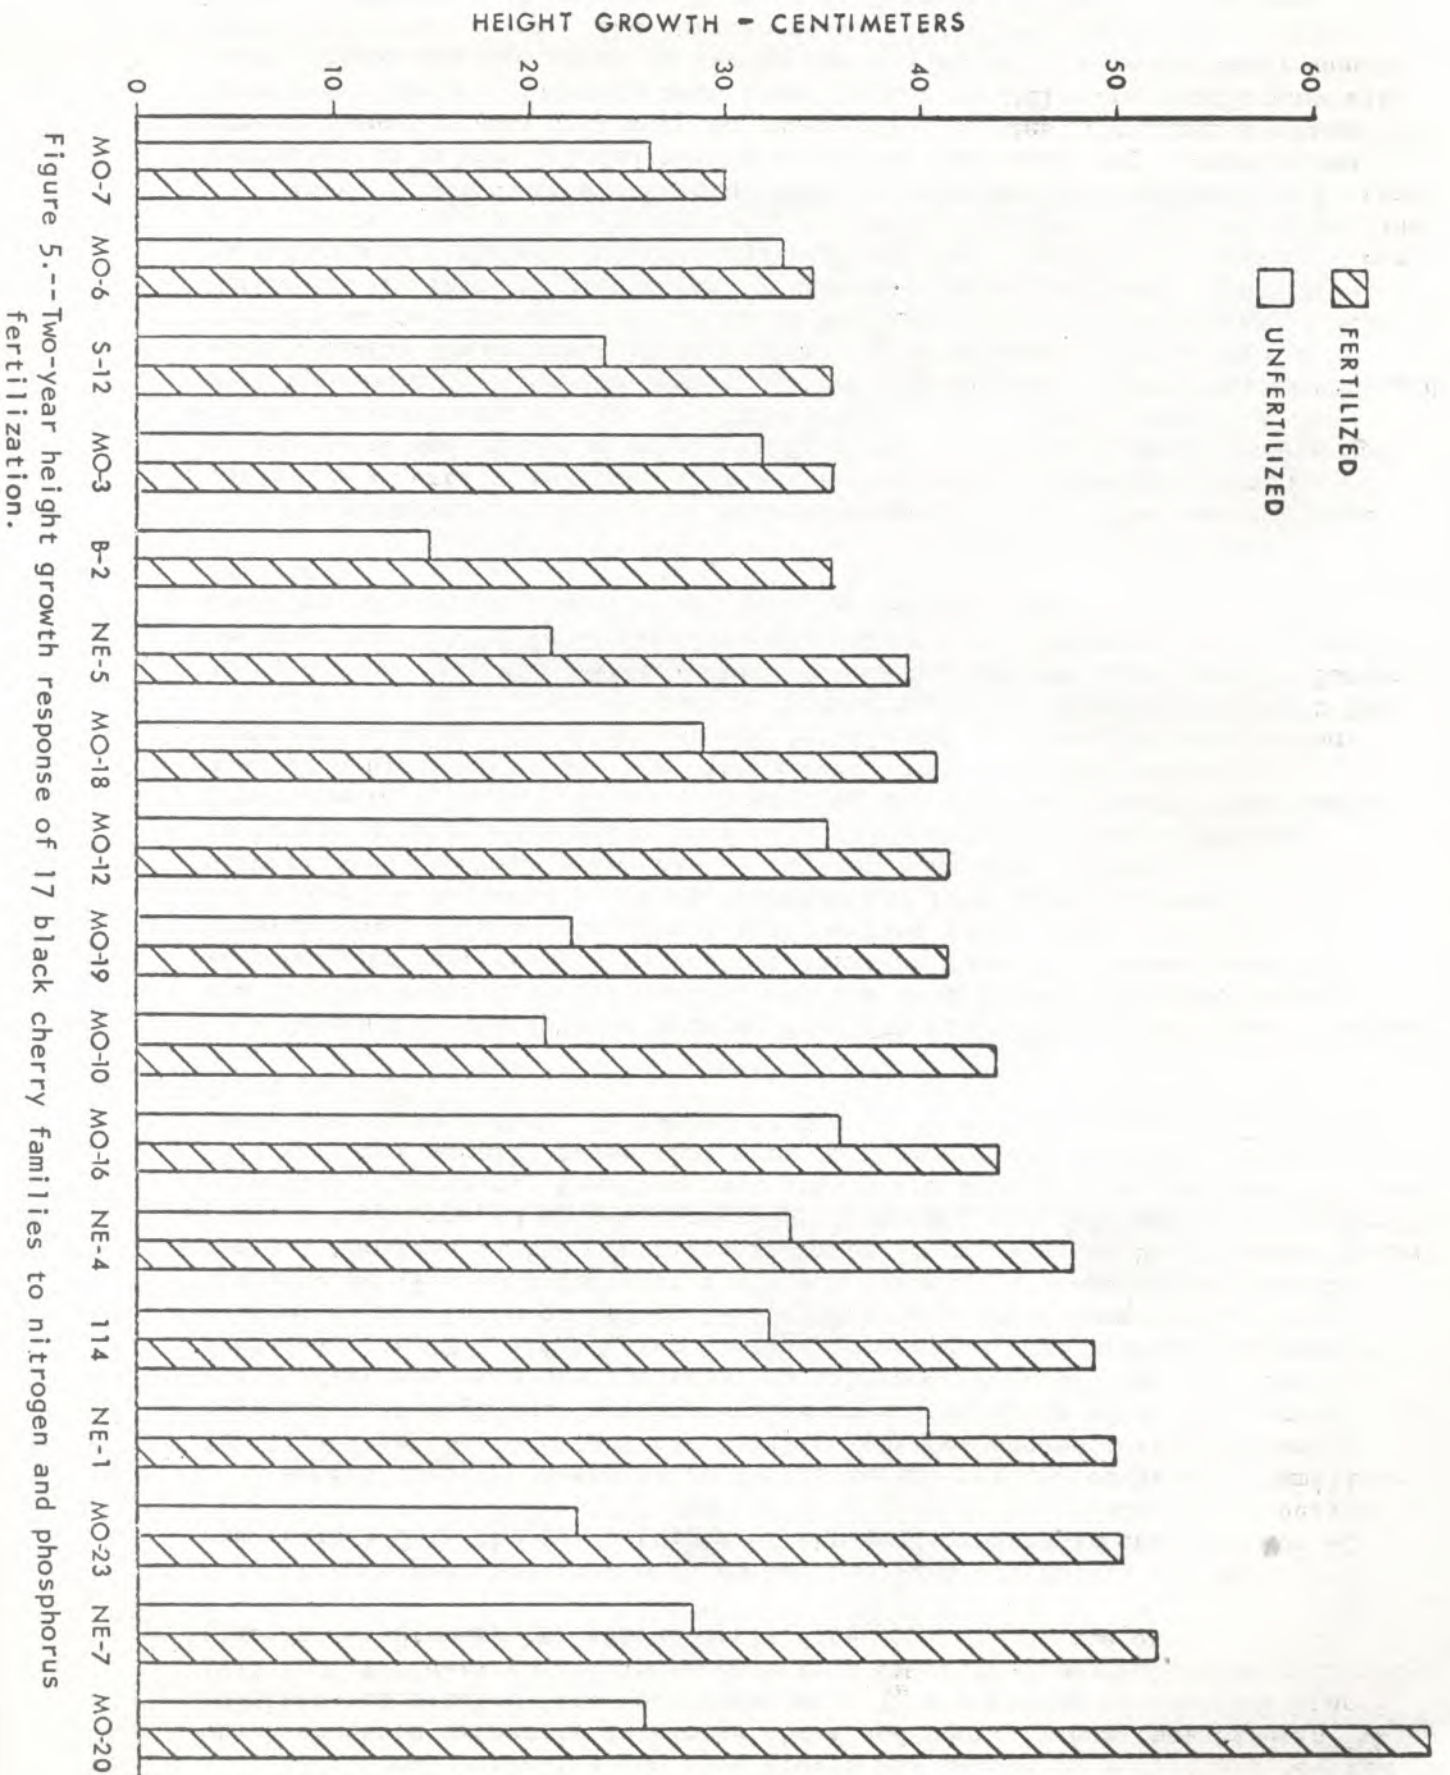 HEIGHT GROWTH - CENTIMETERS
60
50
40
30
20
10
0
FERTILIZED
UNFERTILIZED
MO-7
MO-6
S-12
MO-3
B-2
NE-5
MO-18
MO-12
MO-19
MO-10
MO-16
NE-4
114
NE-1
MO-23
NE-7
MO-20
Figure 5.--Two-year height growth response of 17 black cherry families to nitrogen and phosphorus
fertilization.